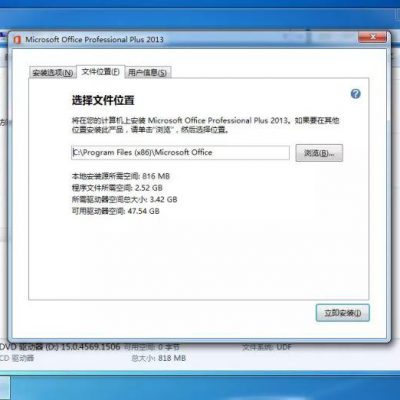 Microsoft Office Professional Plus 2013
安装选项(N) 文件位置(F) 用户信息(S)
选择文件位置
将在您的计算机上安装 Microsoft Office Professional Plus 2013。如果要在其他
位置安装此产品，请单击“浏览”，然后选择位置。
C:\Program Files (x86)\Microsoft Office
浏览(B)...
本地安装源所需空间: 816 MB
程序文件所需空间: 2.52 GB
所需驱动器空间总大小: 3.42 GB
可用驱动器空间: 47.54 GB
立即安装(I)
DVD 驱动器 (D:) 15.0.4569.1506 可用空间: 0 字节 文件系统: UDF
CD 驱动器 总大小: 818 MB